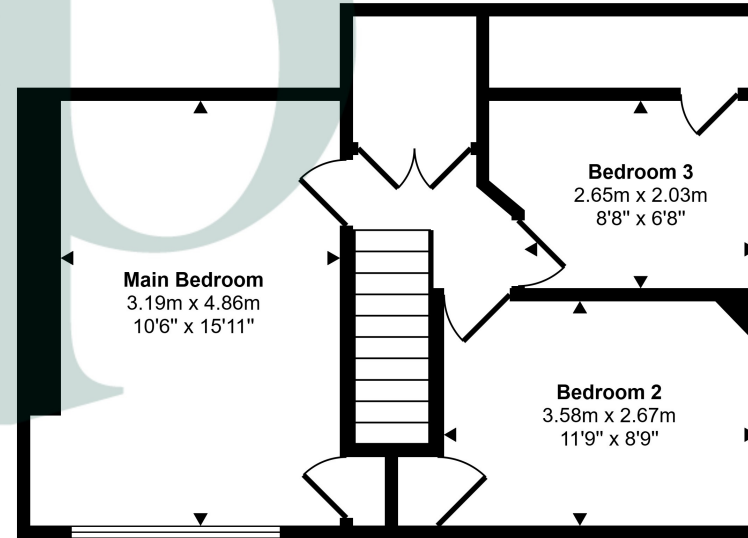 Bedroom 3
2.65m x 2.03m
8'8" x 6'8"
Main Bedroom
3.19m x 4.86m
10'6" x 15'11"
Bedroom 2
3.58m x 2.67m
11'9" x 8'9"